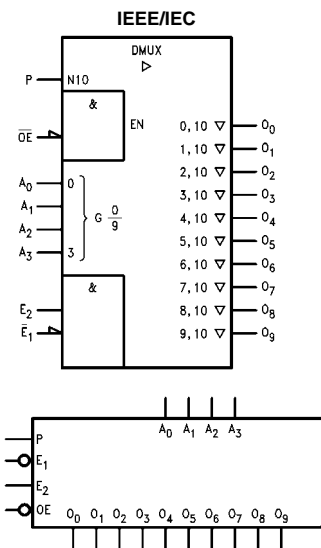 IEEE/IEC
DMUX
▷
P N10
&
EN
O̅E̅
0,10 ▽ O₀
1,10 ▽ O₁
A₀ 0 2,10 ▽ O₂
A₁ 3,10 ▽ O₃
G 0/9 4,10 ▽ O₄
A₂ 5,10 ▽ O₅
A₃ 3 6,10 ▽ O₆
7,10 ▽ O₇
& 8,10 ▽ O₈
E₂ 9,10 ▽ O₉
E̅₁
A₀ A₁ A₂ A₃
P
E₁
E₂
OE O₀ O₁ O₂ O₃ O₄ O₅ O₆ O₇ O₈ O₉